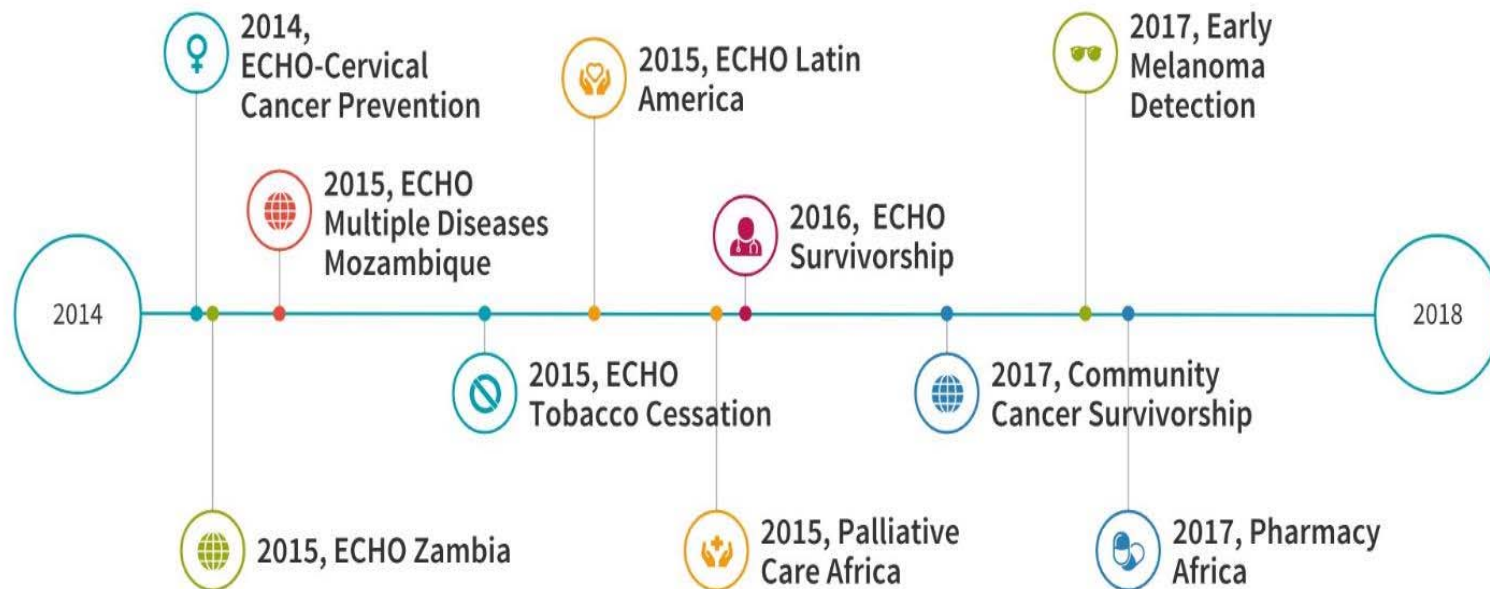 2014,
ECHO-Cervical
Cancer Prevention
2015, ECHO Latin
America
2017, Early
Melanoma
Detection
2015, ECHO
Multiple Diseases
Mozambique
2016, ECHO
Survivorship
2014
2018
2015, ECHO
Tobacco Cessation
2017, Community
Cancer Survivorship
2015, ECHO Zambia
2015, Palliative
Care Africa
2017, Pharmacy
Africa